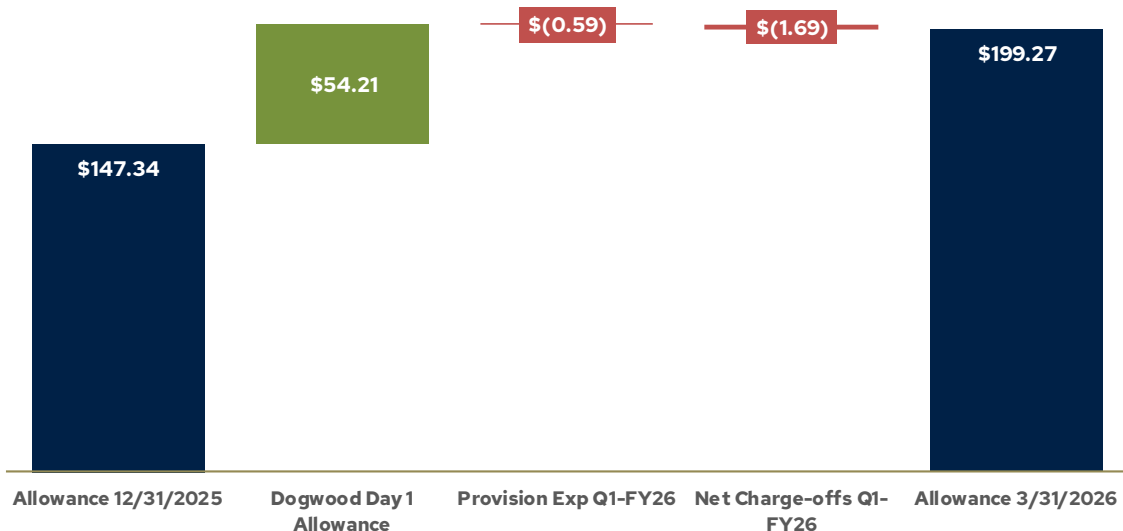 $(0.59)
$(1.69)
$199.27
$54.21
$147.34
Allowance 12/31/2025
Dogwood Day 1
Allowance
Provision Exp Q1-FY26
Net Charge-offs Q1-
FY26
Allowance 3/31/2026